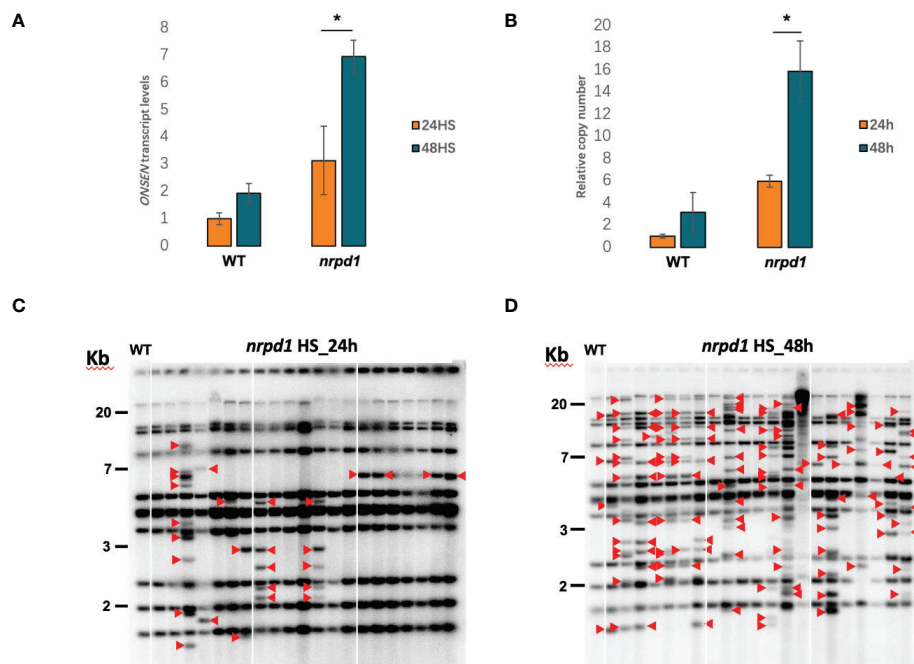 A
ONSEN transcript levels
8
7
6
5
4
3
2
1
0
*
WT
nrpd1
24HS
48HS
B
Relative copy number
20
18
16
14
12
10
8
6
4
2
0
*
WT
nrpd1
24h
48h
C
WT
nrpd1 HS_24h
Kb
20
7
3
2
D
WT
nrpd1 HS_48h
Kb
20
7
3
2